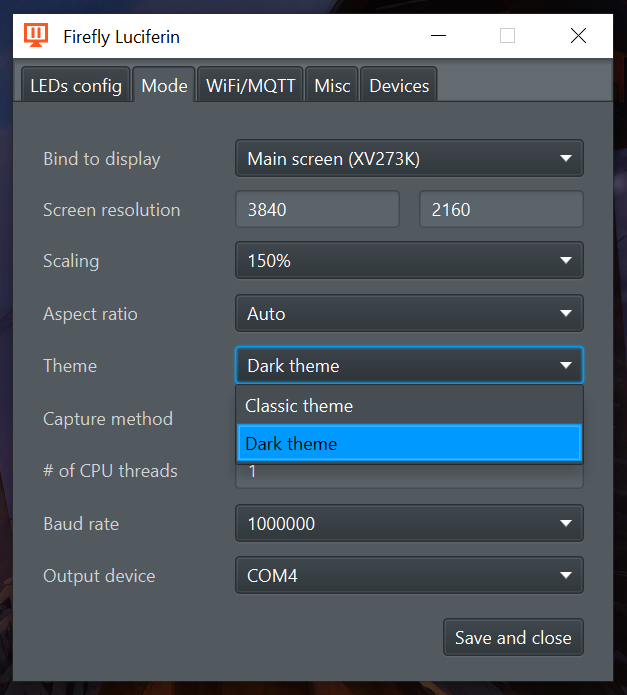 Firefly Luciferin
LEDs config Mode WiFi/MQTT Misc Devices
Bind to display Main screen (XV273K)
Screen resolution 3840 2160
Scaling 150%
Aspect ratio Auto
Theme Dark theme
Classic theme
Capture method
Dark theme
# of CPU threads 1
Baud rate 1000000
Output device COM4
Save and close